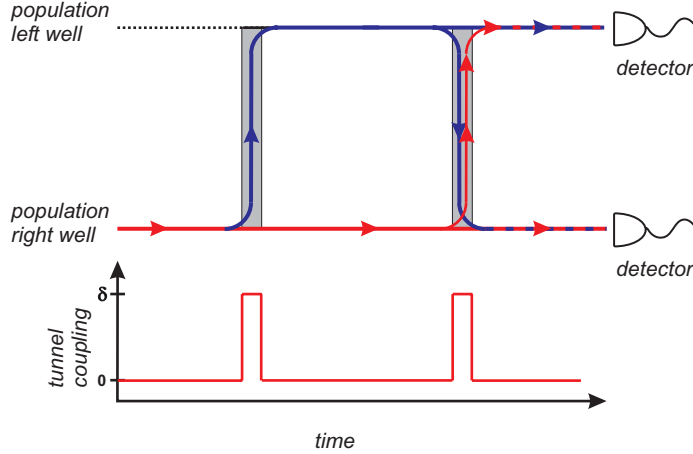 population
left well
detector
population
right well
detector
tunnel
coupling
δ
0
time